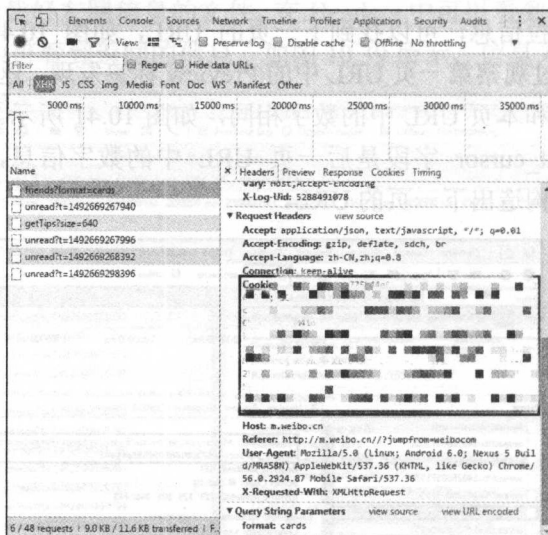 Elements Console Sources Network Timeline Profiles Application Security Audits
View: Preserve log Disable cache Offline No throttling
Filter Regex Hide data URLs
All XHR JS CSS Img Media Font Doc WS Manifest Other
5000 ms 10000 ms 15000 ms 20000 ms 25000 ms 30000 ms 35000
Name
friends?format=cards
unread?t=1492669267940
getTips?size=640
unread?t=1492669267996
unread?t=1492669268392
unread?t=1492669298396
6 / 48 requests | 9.0 KB / 11.6 KB transferred | F...
× Headers Preview Response Cookies Timing
Vary: Host,Accept-Encoding
X-Log-Uid: 5288491078
▼ Request Headers view source
Accept: application/json, text/javascript, */*; q=0.01
Accept-Encoding: gzip, deflate, sdch, br
Accept-Language: zh-CN,zh;q=0.8
Connection: keep-alive
Cookie
Host: m.weibo.cn
Referer: http://m.weibo.cn//?jumpfrom=weibocom
User-Agent: Mozilla/5.0 (Linux; Android 6.0; Nexus 5 Buil
d/MRA58N) AppleWebKit/537.36 (KHTML, like Gecko) Chrome/
56.0.2924.87 Mobile Safari/537.36
X-Requested-With: XMLHttpRequest
▼ Query String Parameters view source view URL encoded
format: cards